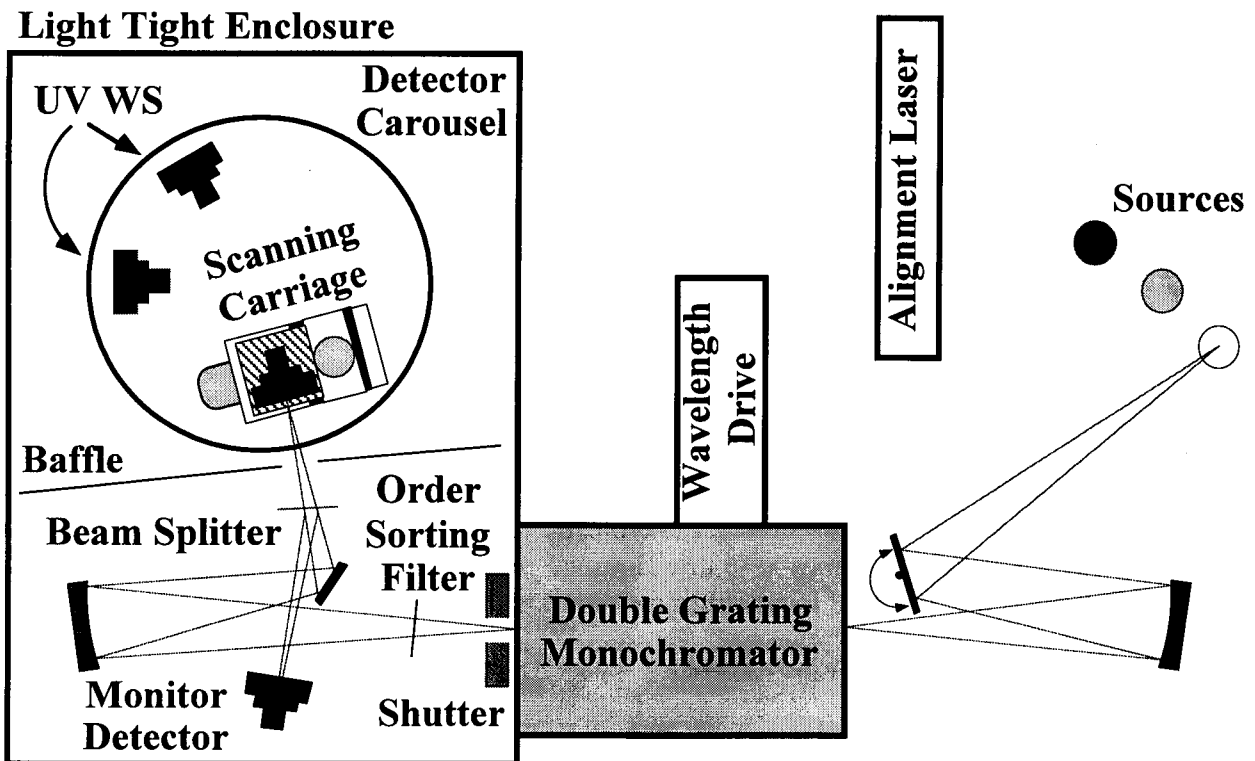 Light Tight Enclosure
UV WS
Detector
Carousel
Scanning
Carriage
Baffle
Beam Splitter
Order
Sorting
Filter
Monitor
Detector
Shutter
Double Grating
Monochromator
Wavelength
Drive
Alignment Laser
Sources